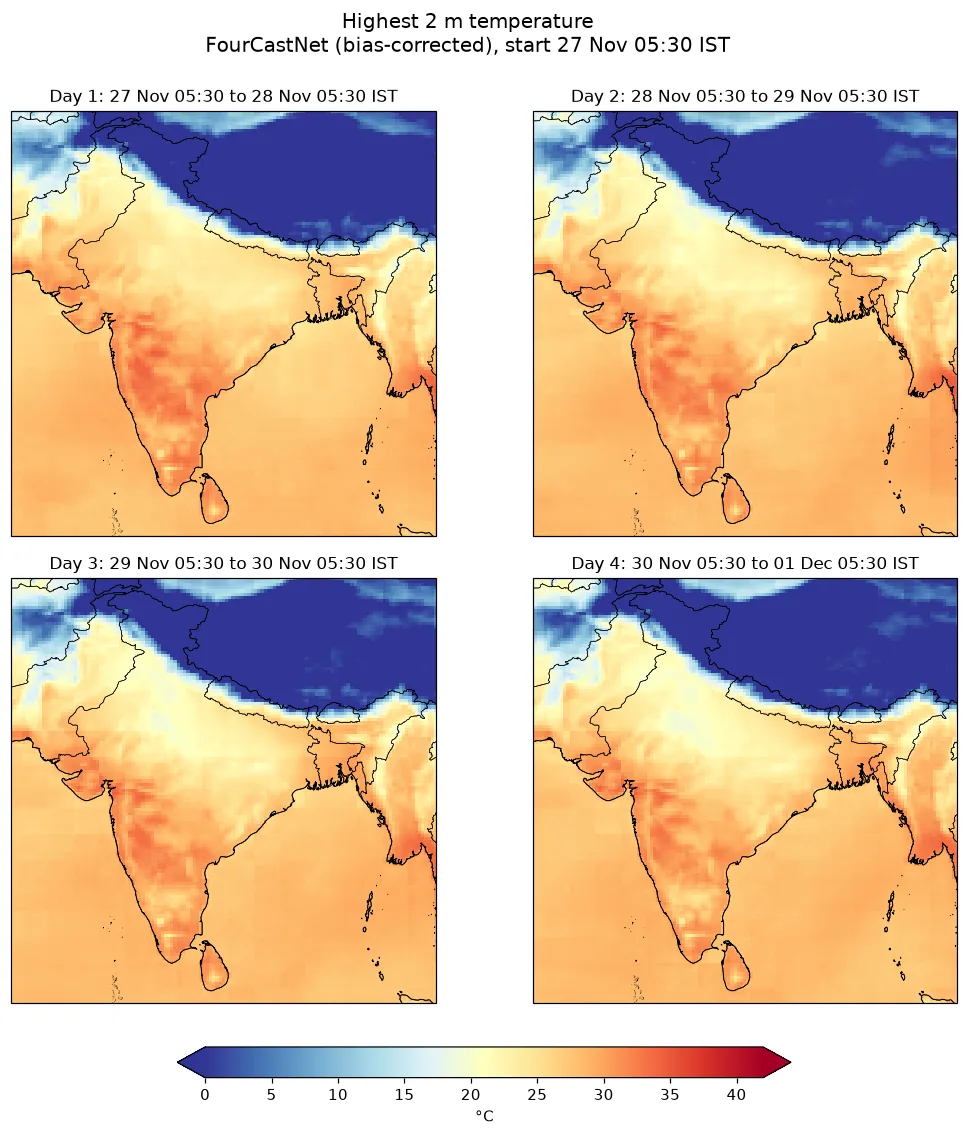 Highest 2 m temperature
FourCastNet (bias-corrected), start 27 Nov 05:30 IST
Day 1: 27 Nov 05:30 to 28 Nov 05:30 IST
Day 2: 28 Nov 05:30 to 29 Nov 05:30 IST
Day 3: 29 Nov 05:30 to 30 Nov 05:30 IST
Day 4: 30 Nov 05:30 to 01 Dec 05:30 IST
0 5 10 15 20 25 30 35 40
°C